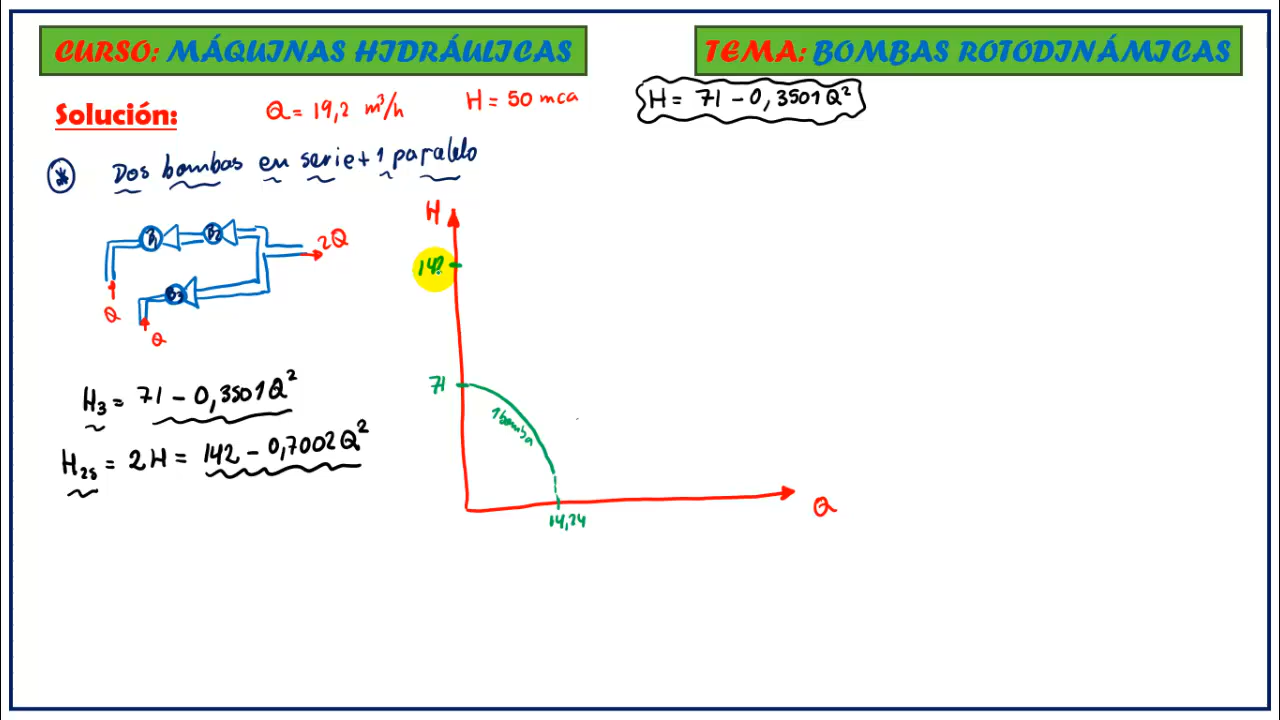 CURSO: MÁQUINAS HIDRÁULICAS
TEMA: BOMBAS ROTODINÁMICAS
Solución:
Q = 19,2 m³/h
H = 50 mca
H = 71 - 0,3501Q²
* Dos bombas en serie + 1 paralelo
B1
B2
2Q
B3
Q
Q
H₃ = 71 - 0,3501Q²
H₂ₛ = 2H = 142 - 0,7002Q²
H
142
71
1 bomba
14,24
Q